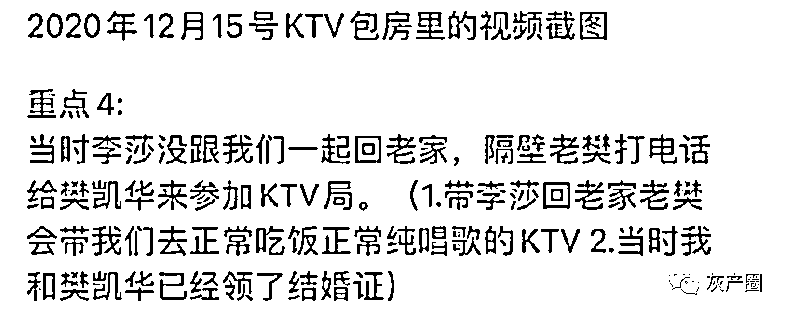 2020年12月15号KTV包房里的视频截图
重点4:
当时李莎没跟我们一起回老家，隔壁老樊打电话
给樊凯华来参加KTV局。（1.带李莎回老家老樊
会带我们去正常吃饭正常纯唱歌的KTV 2.当时我
和樊凯华已经领了结婚证）
灰产圈